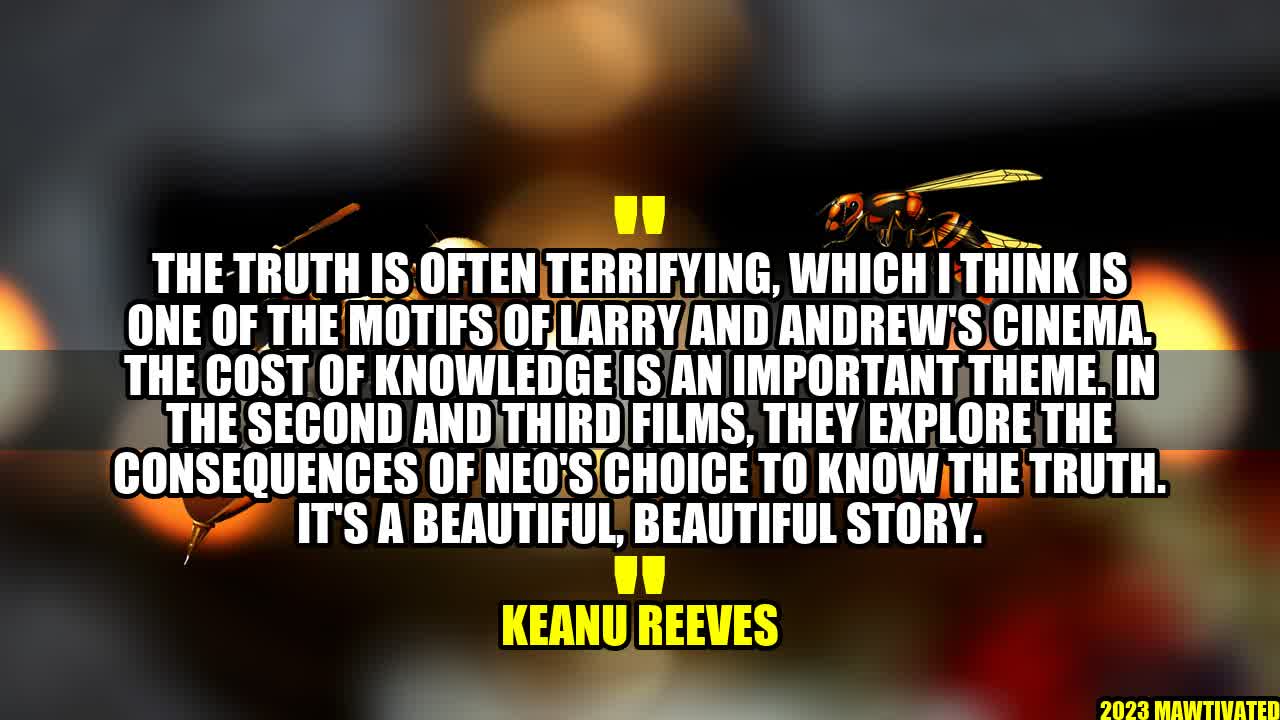 "
THE TRUTH IS OFTEN TERRIFYING, WHICH I THINK IS
ONE OF THE MOTIFS OF LARRY AND ANDREW'S CINEMA.
THE COST OF KNOWLEDGE IS AN IMPORTANT THEME. IN
THE SECOND AND THIRD FILMS, THEY EXPLORE THE
CONSEQUENCES OF NEO'S CHOICE TO KNOW THE TRUTH.
IT'S A BEAUTIFUL, BEAUTIFUL STORY.
"
KEANU REEVES
2023 MAWTIVATED